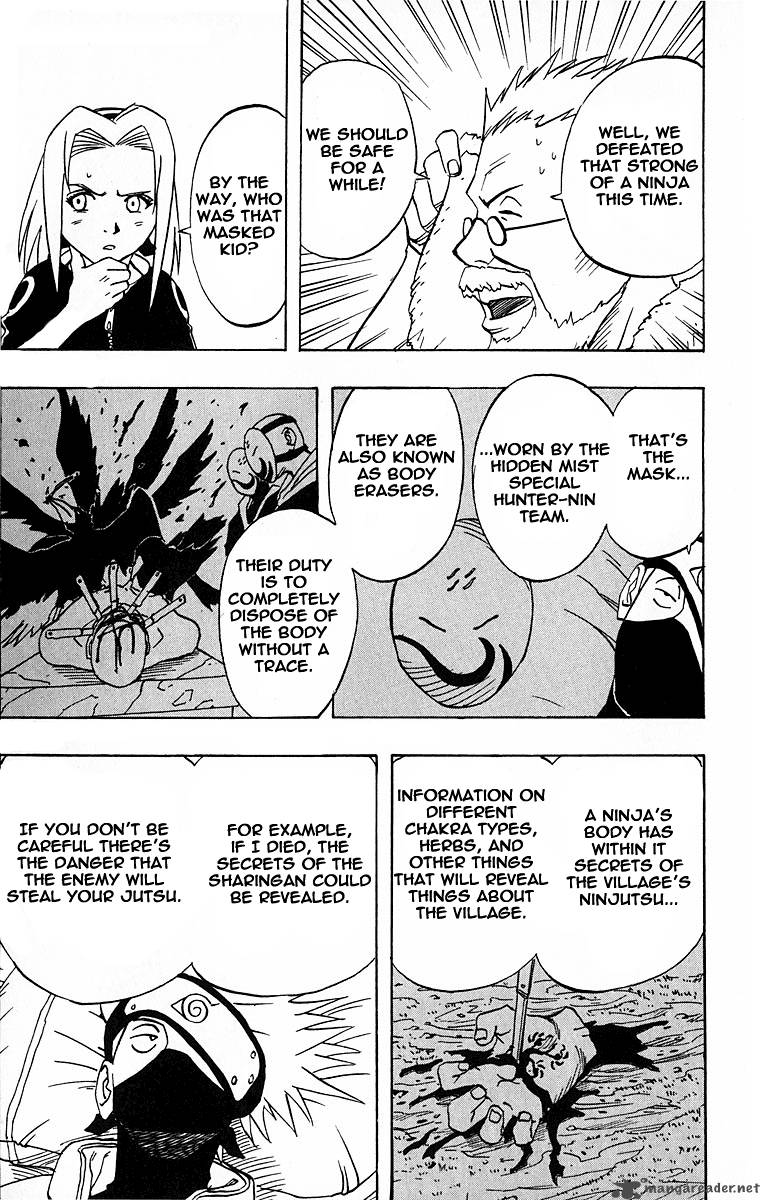 WELL, WE
DEFEATED
THAT STRONG
OF A NINJA
THIS TIME.
WE SHOULD
BE SAFE
FOR A
WHILE!
BY THE
WAY, WHO
WAS THAT
MASKED
KID?
THAT'S
THE
MASK...
...WORN BY THE
HIDDEN MIST
SPECIAL
HUNTER-NIN
TEAM.
THEY ARE
ALSO KNOWN
AS BODY
ERASERS.
THEIR DUTY
IS TO
COMPLETELY
DISPOSE OF
THE BODY
WITHOUT A
TRACE.
A NINJA'S
BODY HAS
WITHIN IT
SECRETS OF
THE VILLAGE'S
NINJUTSU...
INFORMATION ON
DIFFERENT
CHAKRA TYPES,
HERBS, AND
OTHER THINGS
THAT WILL REVEAL
THINGS ABOUT
THE VILLAGE.
FOR EXAMPLE,
IF I DIED, THE
SECRETS OF THE
SHARINGAN COULD
BE REVEALED.
IF YOU DON'T BE
CAREFUL THERE'S
THE DANGER THAT
THE ENEMY WILL
STEAL YOUR JUTSU.
mangareader.net